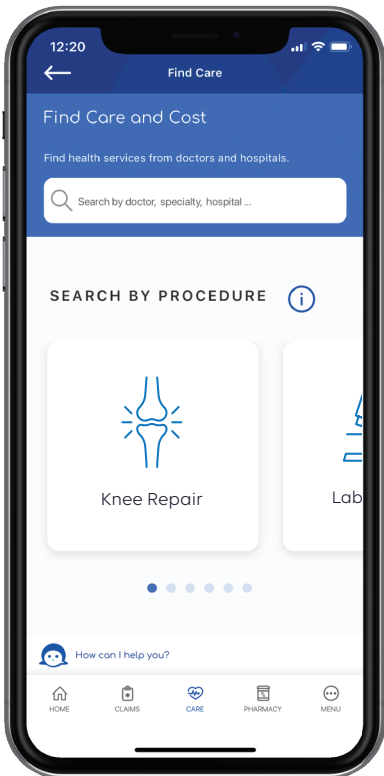 12:20
Find Care
Find Care and Cost
Find health services from doctors and hospitals.
Search by doctor, specialty, hospital ...
SEARCH BY PROCEDURE
Knee Repair
Lab
How can I help you?
HOME
CLAIMS
CARE
PHARMACY
MENU